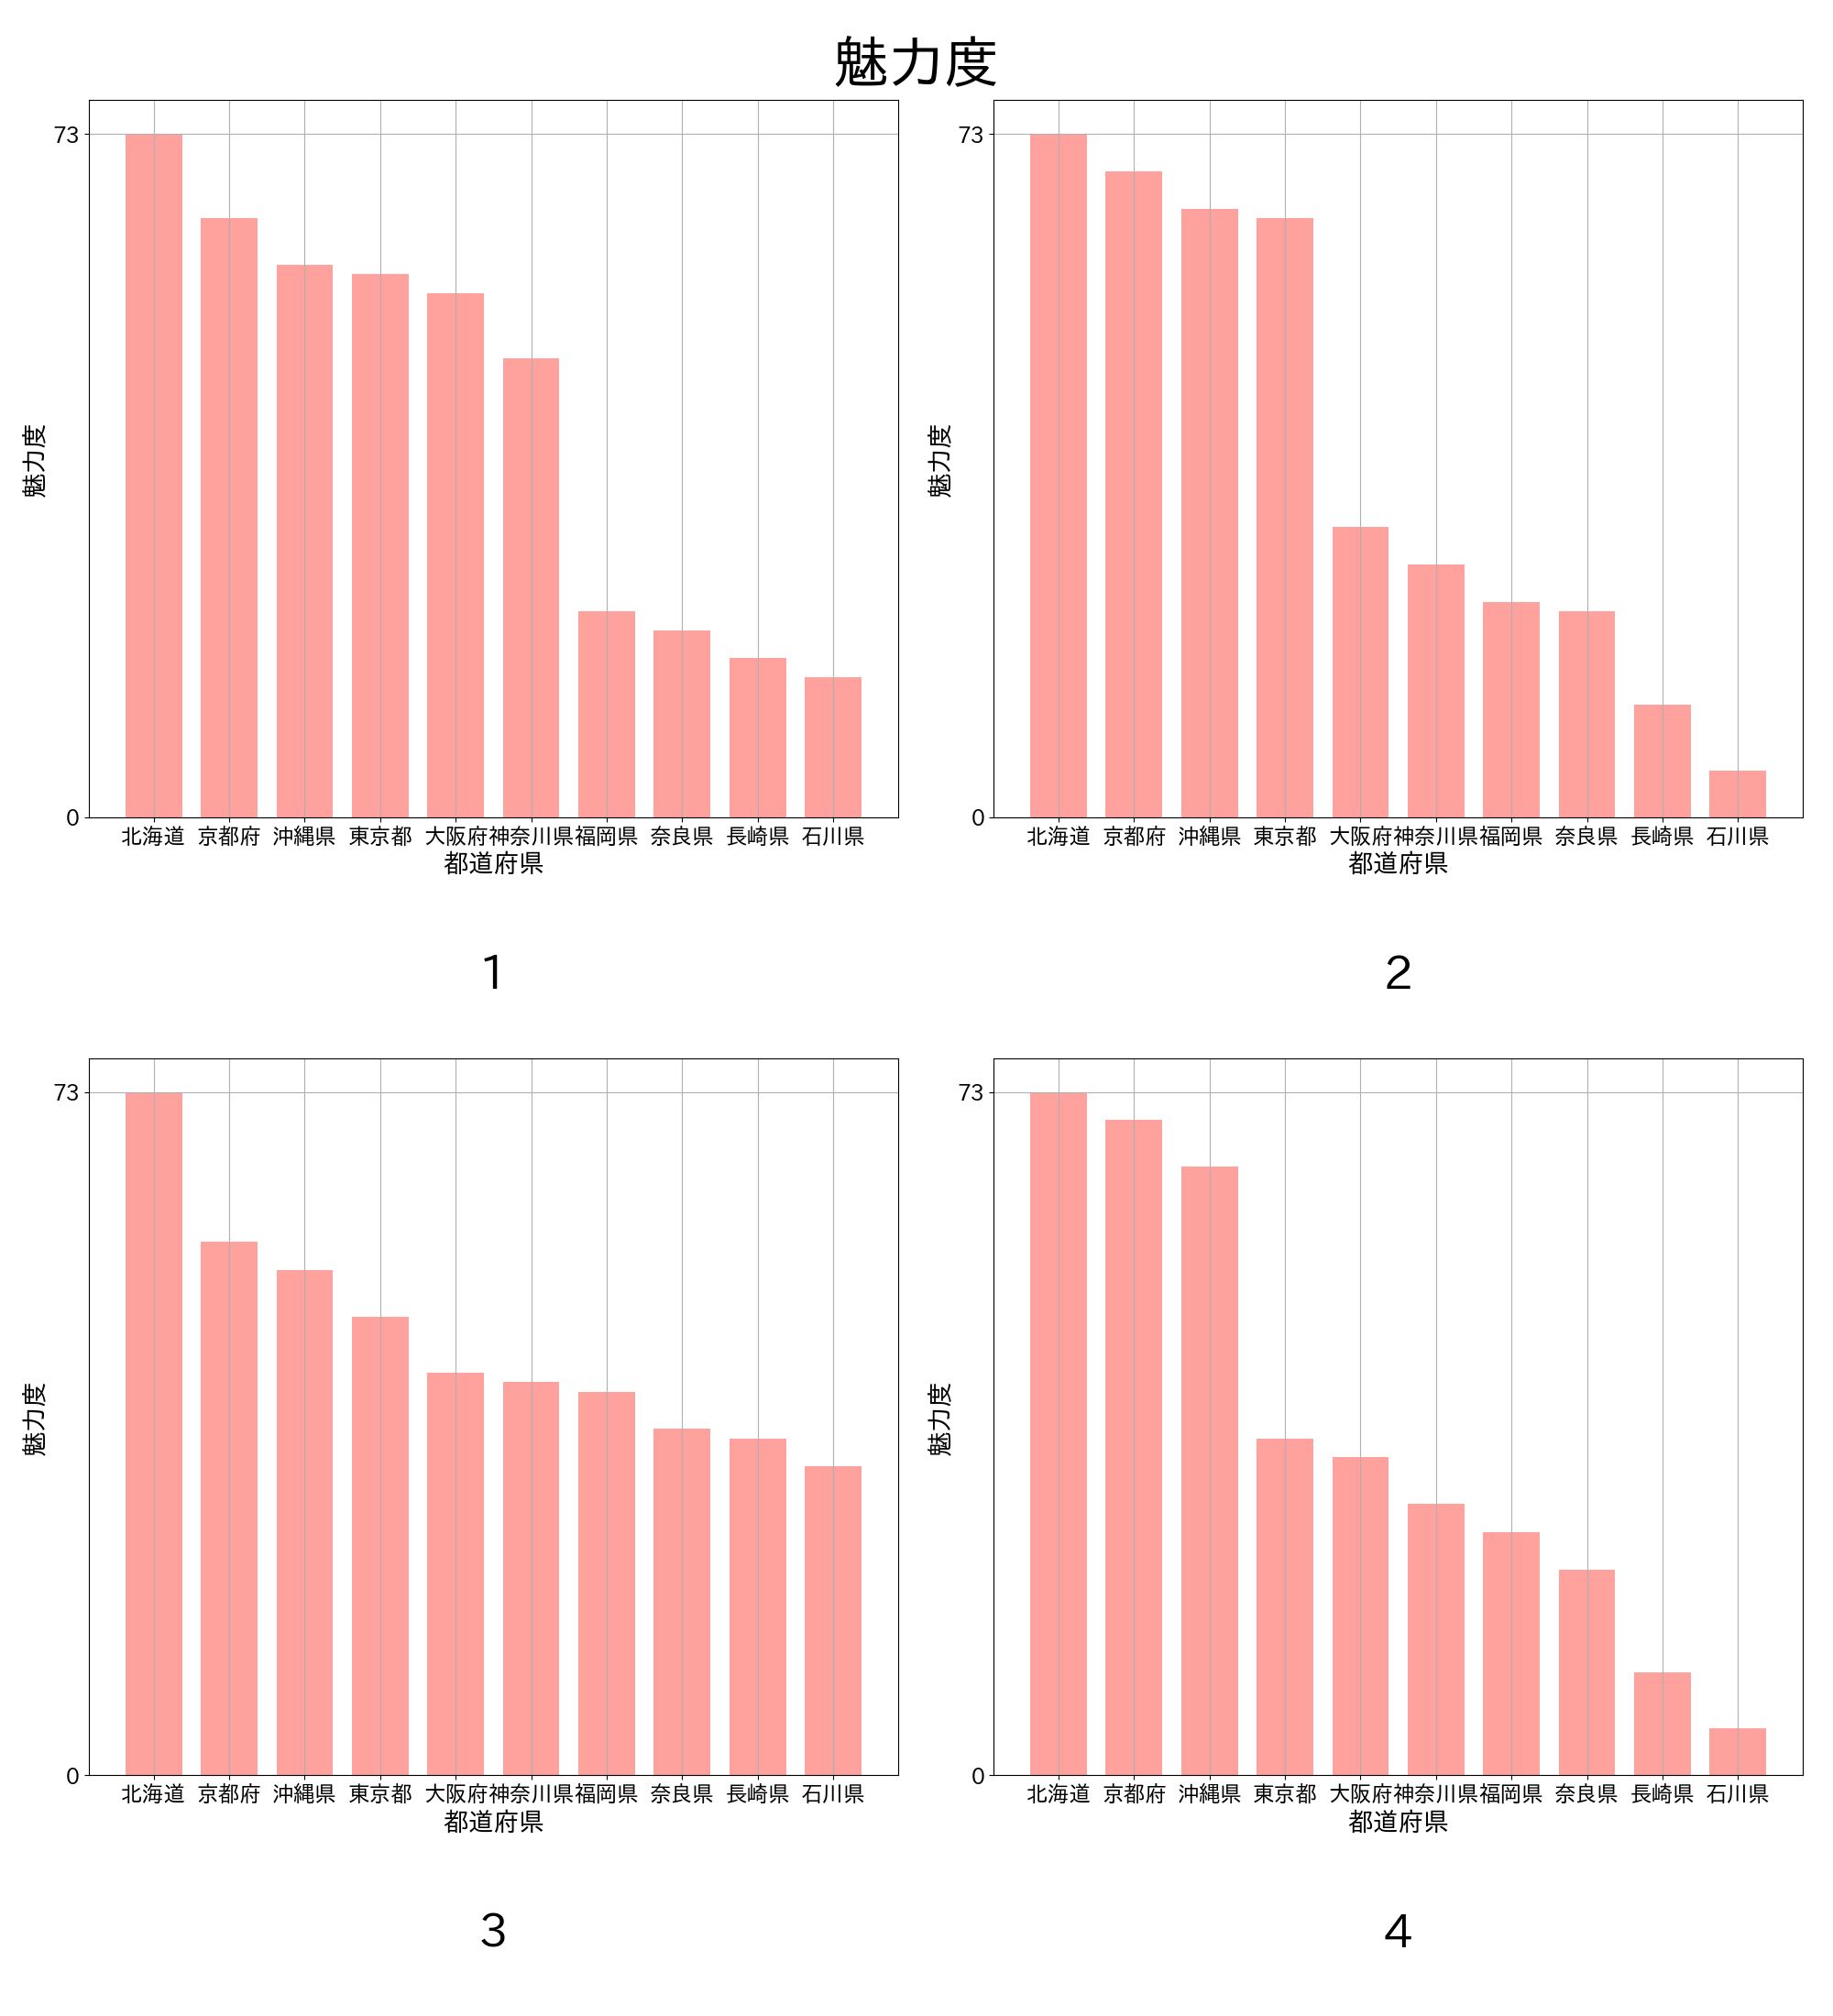 魅力度
73
0
魅力度
北海道 京都府 沖縄県 東京都 大阪府 神奈川県 福岡県 奈良県 長崎県 石川県
都道府県
1
73
0
魅力度
北海道 京都府 沖縄県 東京都 大阪府 神奈川県 福岡県 奈良県 長崎県 石川県
都道府県
2
73
0
魅力度
北海道 京都府 沖縄県 東京都 大阪府 神奈川県 福岡県 奈良県 長崎県 石川県
都道府県
3
73
0
魅力度
北海道 京都府 沖縄県 東京都 大阪府 神奈川県 福岡県 奈良県 長崎県 石川県
都道府県
4